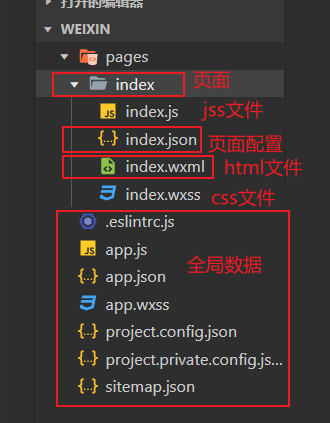 打开的编辑器
WEIXIN
pages
index 页面
index.js jss文件
index.json 页面配置
index.wxml html文件
index.wxss css文件
.eslintrc.js
app.js
app.json 全局数据
app.wxss
project.config.json
project.private.config.js...
sitemap.json